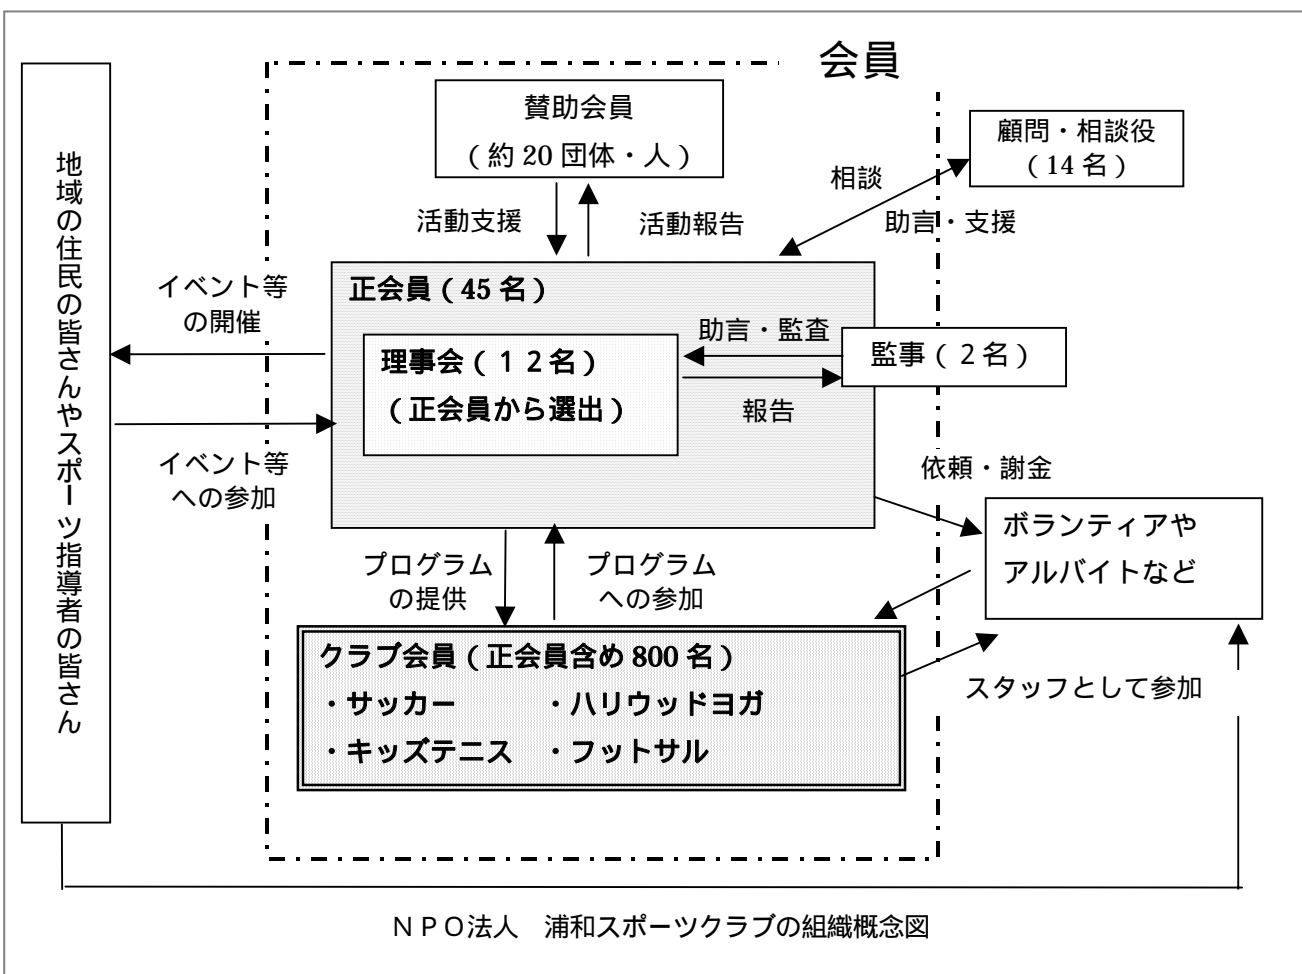 会員
賛助会員
（約 20 団体・人）
顧問・相談役
（14 名）
相談
助言・支援
活動支援
活動報告
地域の住民の皆さんやスポーツ指導者の皆さん
イベント等
の開催
正会員（45 名）
理事会（１２名）
（正会員から選出）
助言・監査
監事（２名）
報告
イベント等
への参加
依頼・謝金
ボランティアや
アルバイトなど
プログラム
の提供
プログラム
への参加
クラブ会員（正会員含め 800 名）
・サッカー　・ハリウッドヨガ
・キッズテニス　・フットサル
スタッフとして参加
ＮＰＯ法人　浦和スポーツクラブの組織概念図